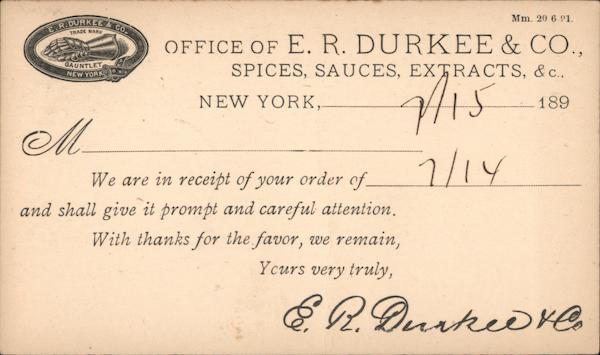 Mm. 20 6 91.
E. R. DURKEE & CO.
TRADE MARK
GAUNTLET
NEW YORK
OFFICE OF E. R. DURKEE & CO.,
SPICES, SAUCES, EXTRACTS, &c.,
NEW YORK, 7/15 189
M
We are in receipt of your order of 7/14
and shall give it prompt and careful attention.
With thanks for the favor, we remain,
Yours very truly,
E. R. Durkee & Co